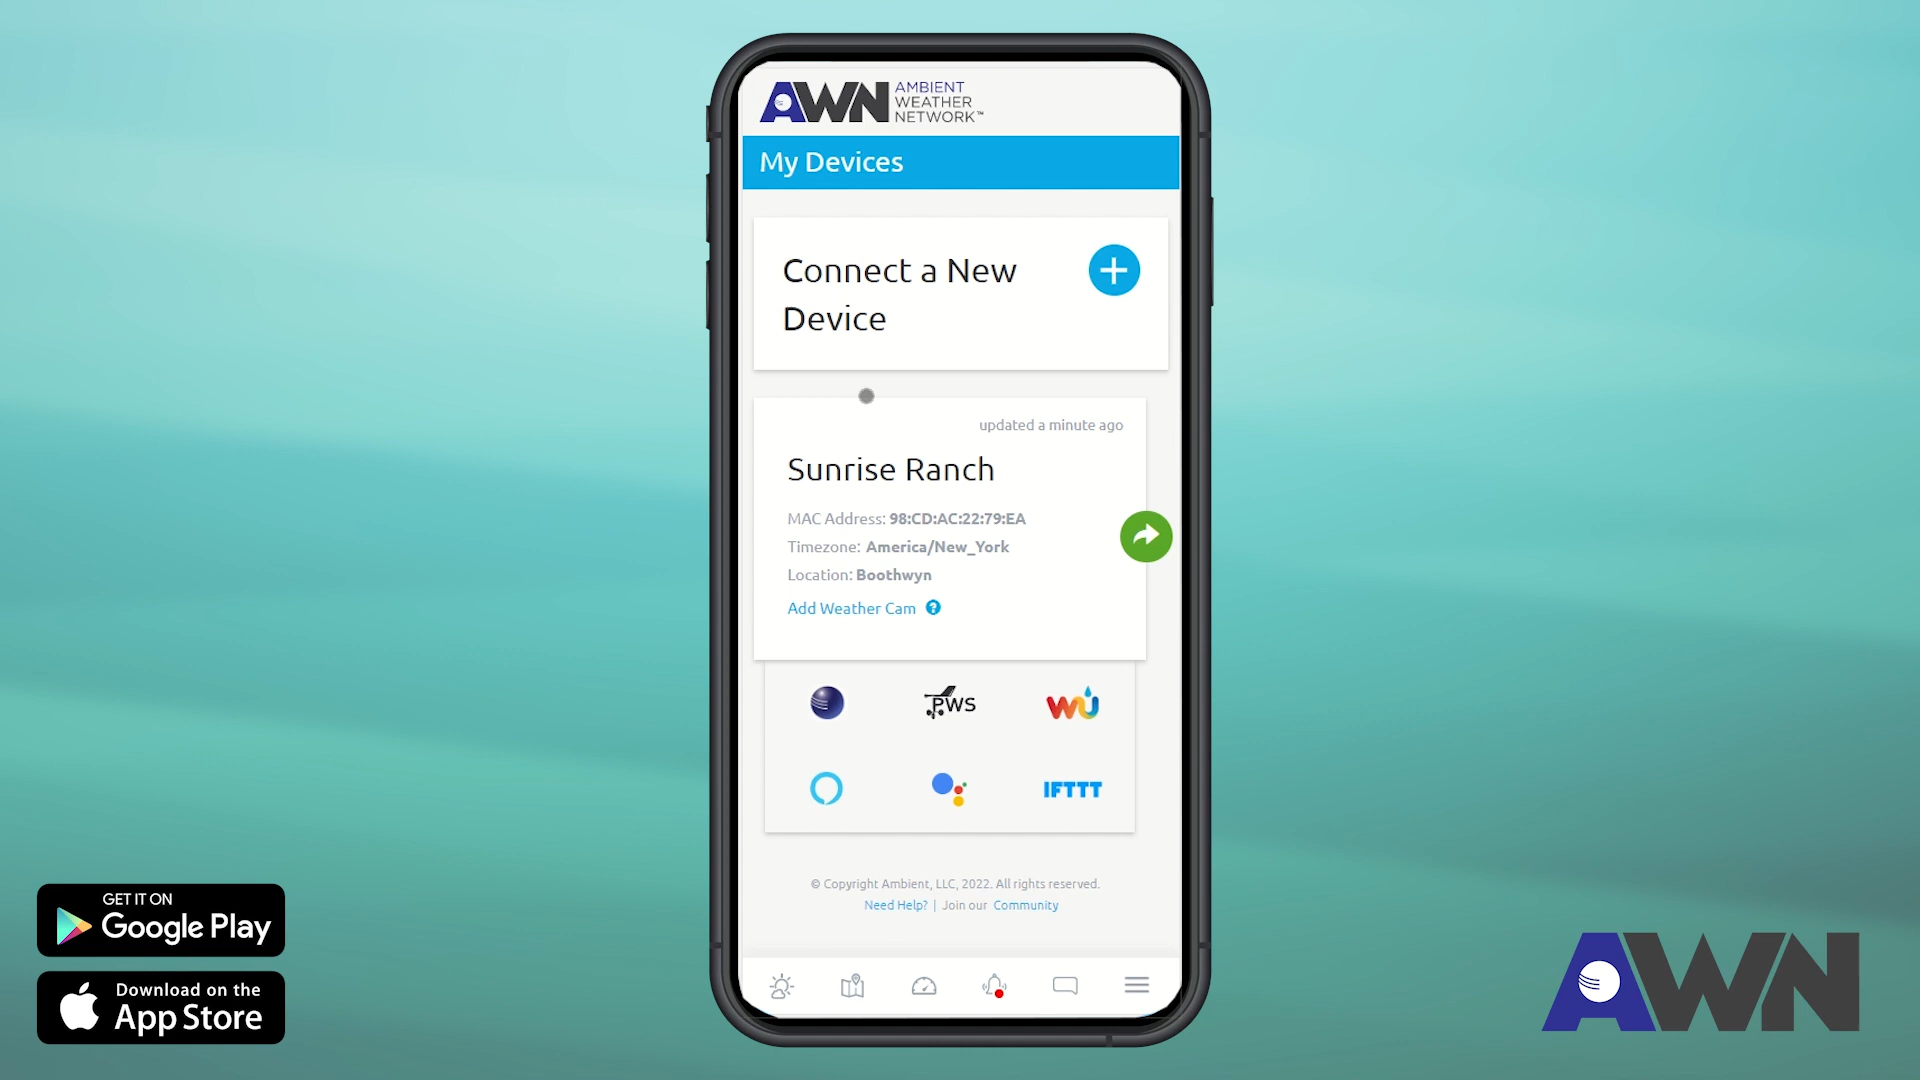 AWN AMBIENT
WEATHER
NETWORK™
My Devices
Connect a New
Device
updated a minute ago
Sunrise Ranch
MAC Address: 98:CD:AC:22:79:EA
Timezone: America/New_York
Location: Boothwyn
Add Weather Cam ?
PWS
WU
IFTTT
© Copyright Ambient, LLC, 2022. All rights reserved.
Need Help? | Join our Community
GET IT ON
Google Play
Download on the
App Store
AWN